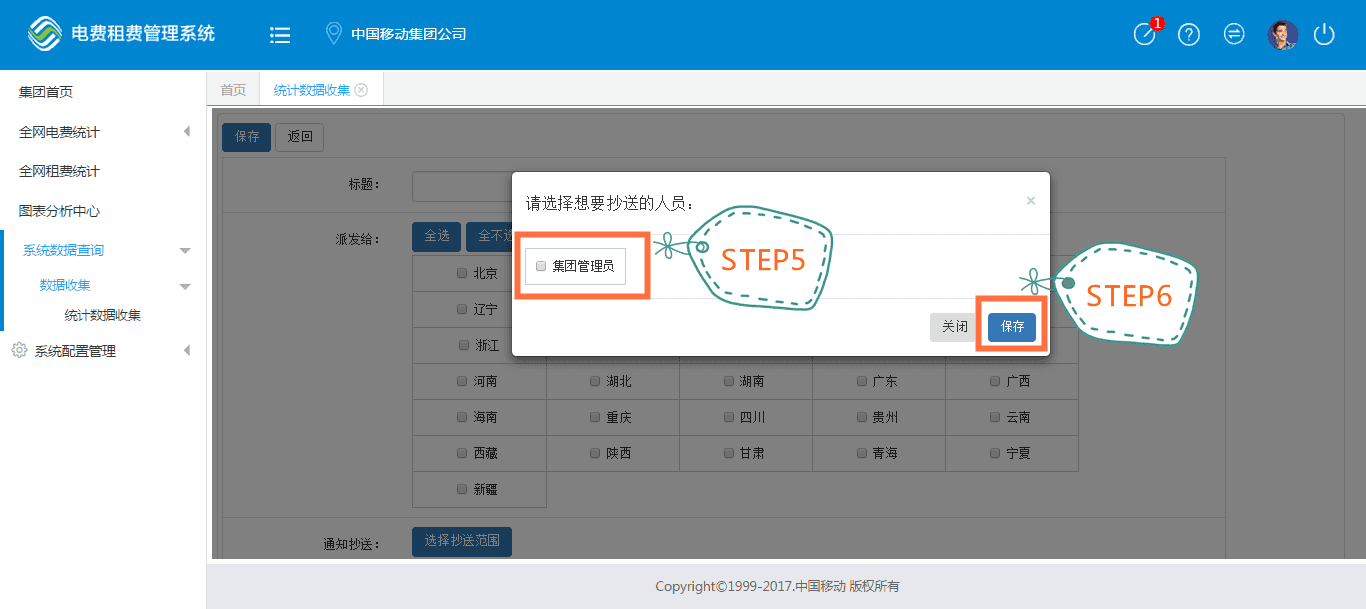 电费租费管理系统
中国移动集团公司
1
集团首页
全网电费统计
全网租费统计
图表分析中心
系统数据查询
数据收集
统计数据收集
系统配置管理
首页 统计数据收集
保存 返回
标题：
派发给： 全选
北京
辽宁
浙江
河南 湖北 湖南 广东 广西
海南 重庆 四川 贵州 云南
西藏 陕西 甘肃 青海 宁夏
新疆
通知抄送： 选择抄送范围
请选择想要抄送的人员： ×
集团管理员
STEP5
关闭 保存
STEP6
Copyright©1999-2017.中国移动 版权所有